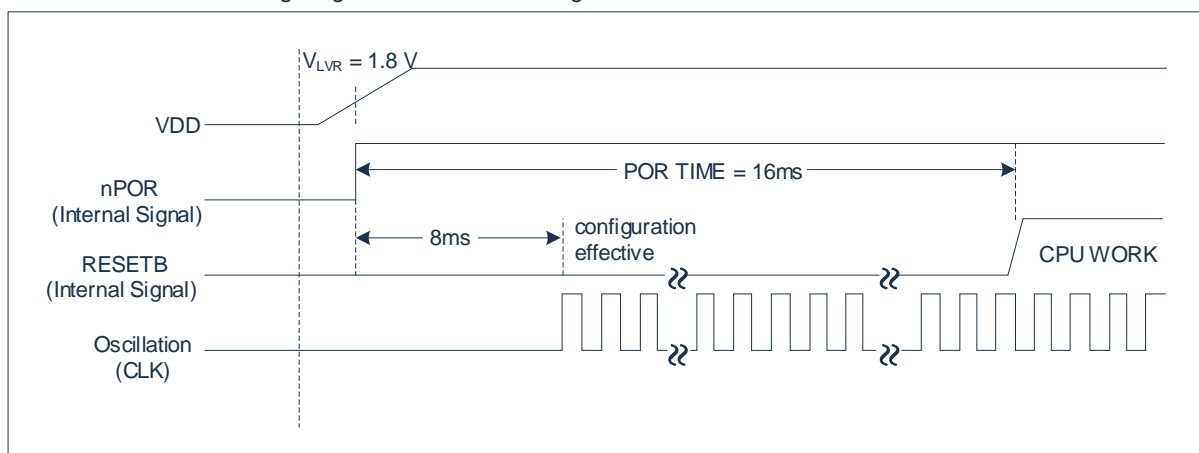 V_LVR = 1.8 V
VDD
POR TIME = 16ms
nPOR
(Internal Signal)
8ms
configuration
effective
RESETB
(Internal Signal)
CPU WORK
Oscillation
(CLK)